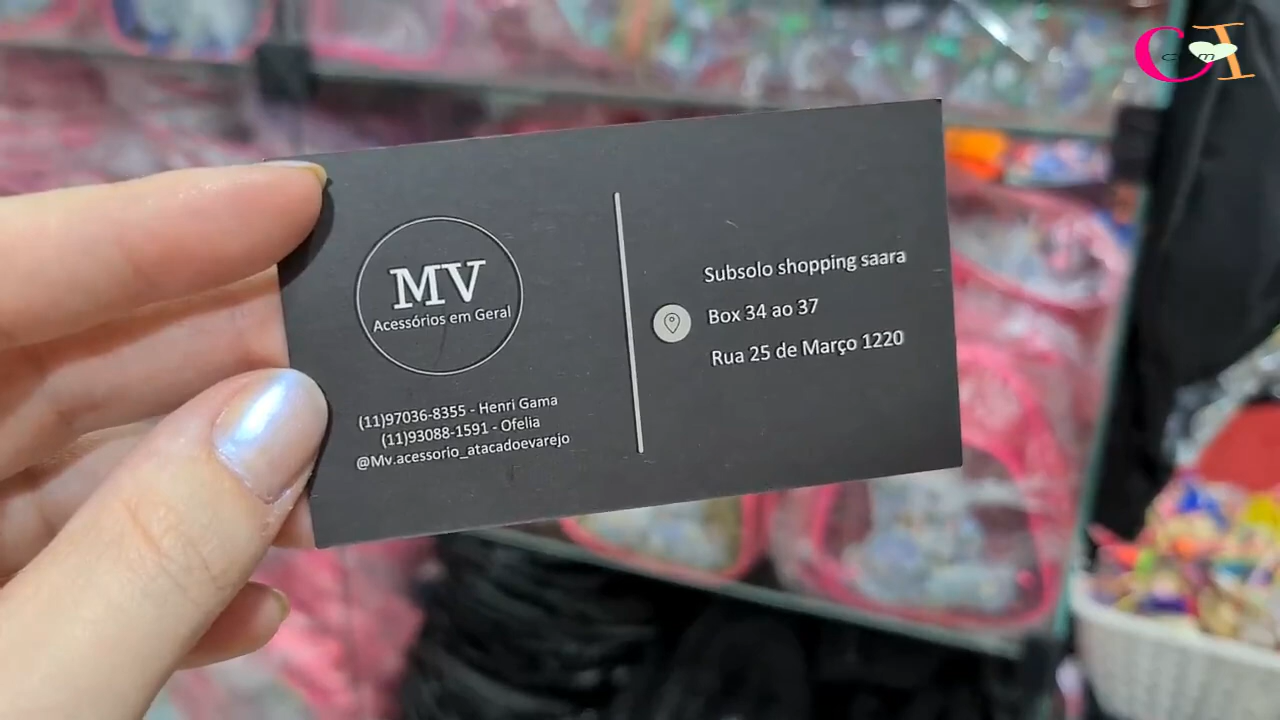 MV
Acessórios em Geral
(11)97036-8355 - Henri Gama
(11)93088-1591 - Ofelia
@Mv.acessorio_atacadoevarejo
Subsolo shopping saara
Box 34 ao 37
Rua 25 de Março 1220
C I